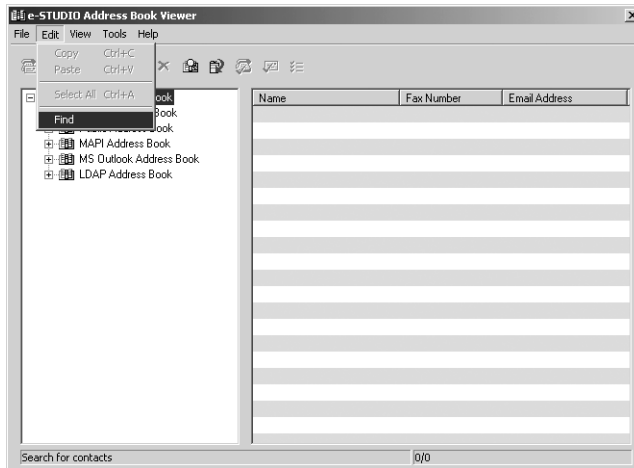 e-STUDIO Address Book Viewer
File Edit View Tools Help
Copy Ctrl+C
Paste Ctrl+V
Select All Ctrl+A
Find
ook
Book
Book
MAPI Address Book
MS Outlook Address Book
LDAP Address Book
Name Fax Number Email Address
Search for contacts 0/0